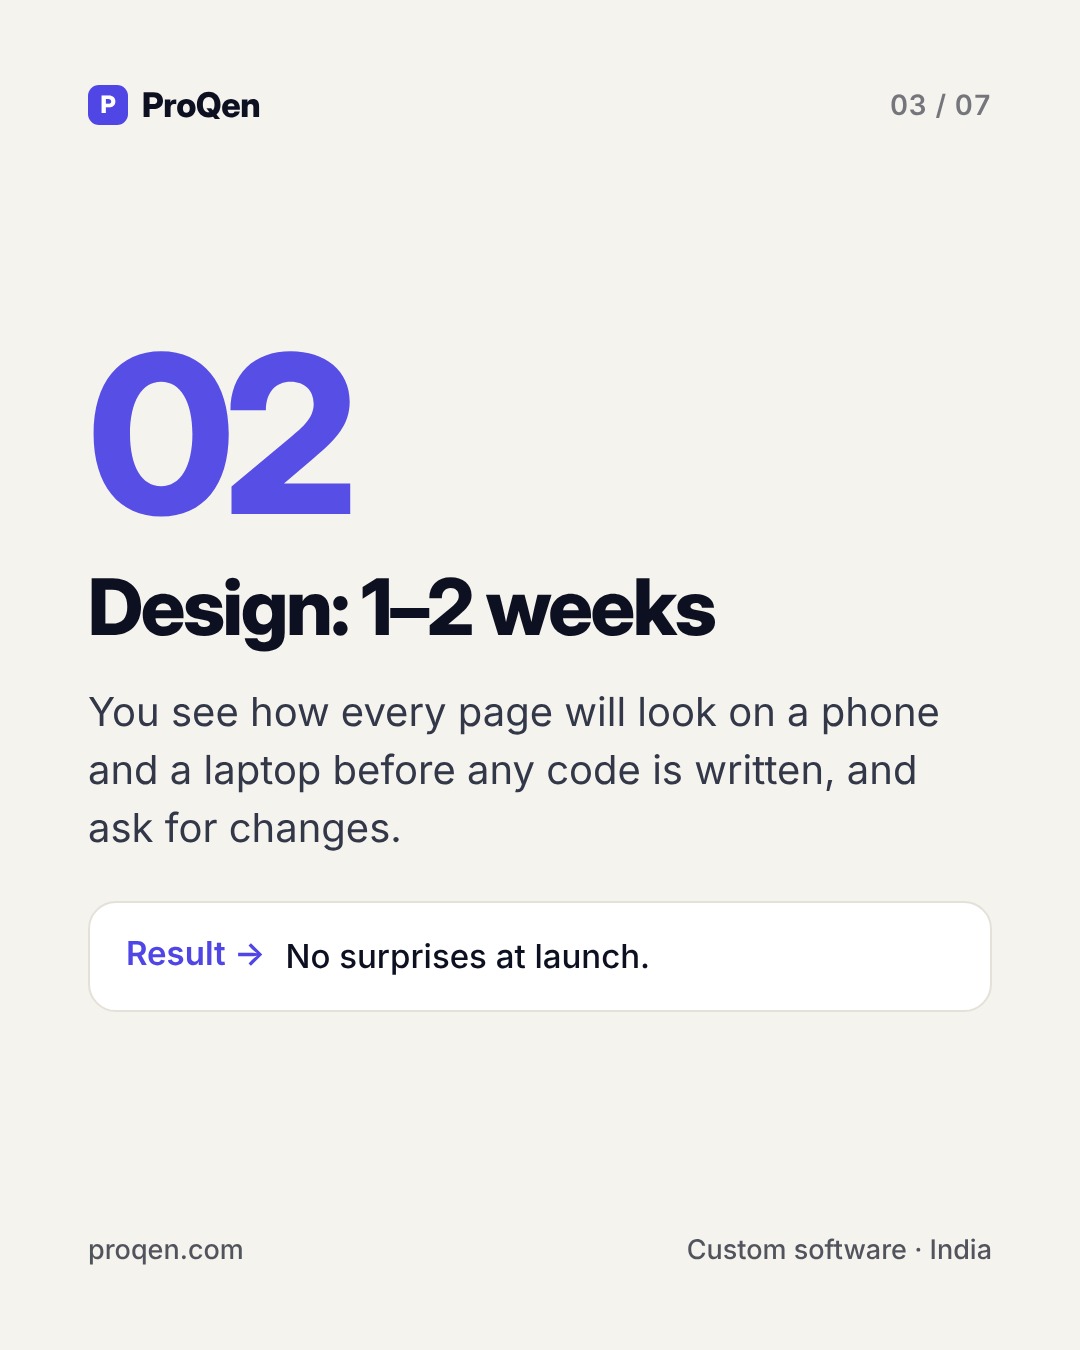 P ProQen
03 / 07
02
Design: 1–2 weeks
You see how every page will look on a phone
and a laptop before any code is written, and
ask for changes.
Result → No surprises at launch.
proqen.com
Custom software · India